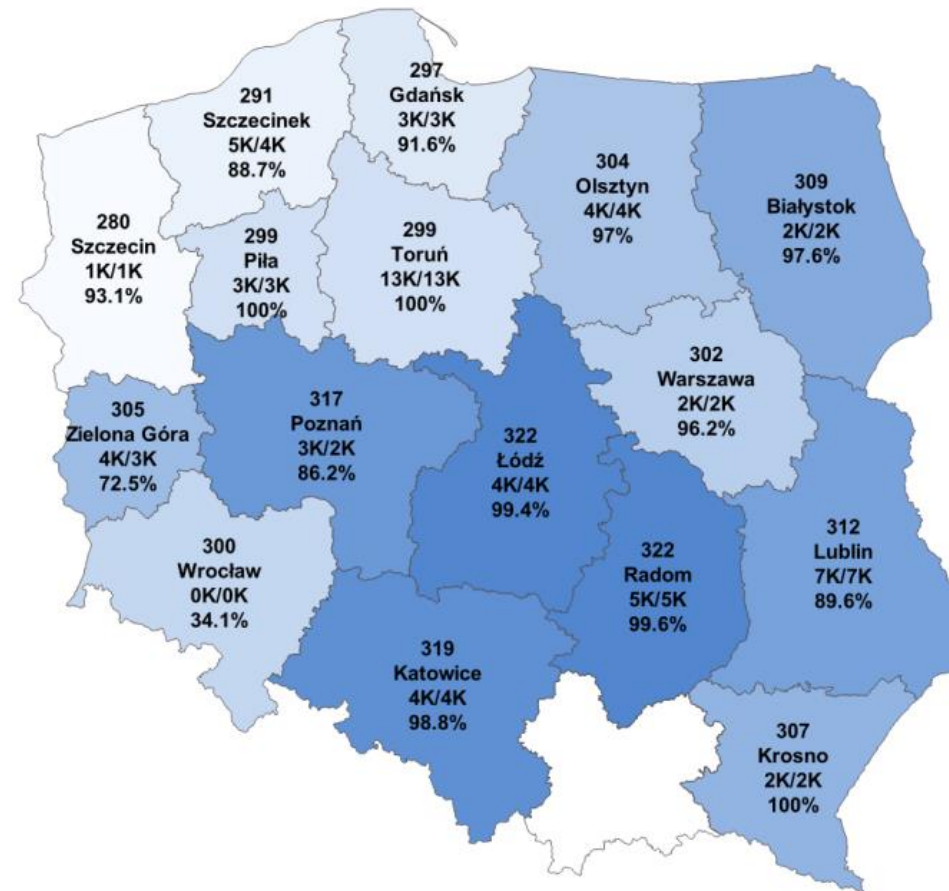 297
Gdańsk
3K/3K
91.6%
291
Szczecinek
5K/4K
88.7%
304
Olsztyn
4K/4K
97%
309
Białystok
2K/2K
97.6%
280
Szczecin
1K/1K
93.1%
299
Piła
3K/3K
100%
299
Toruń
13K/13K
100%
302
Warszawa
2K/2K
96.2%
305
Zielona Góra
4K/3K
72.5%
317
Poznań
3K/2K
86.2%
322
Łódź
4K/4K
99.4%
312
Lublin
7K/7K
89.6%
300
Wrocław
0K/0K
34.1%
322
Radom
5K/5K
99.6%
319
Katowice
4K/4K
98.8%
307
Krosno
2K/2K
100%